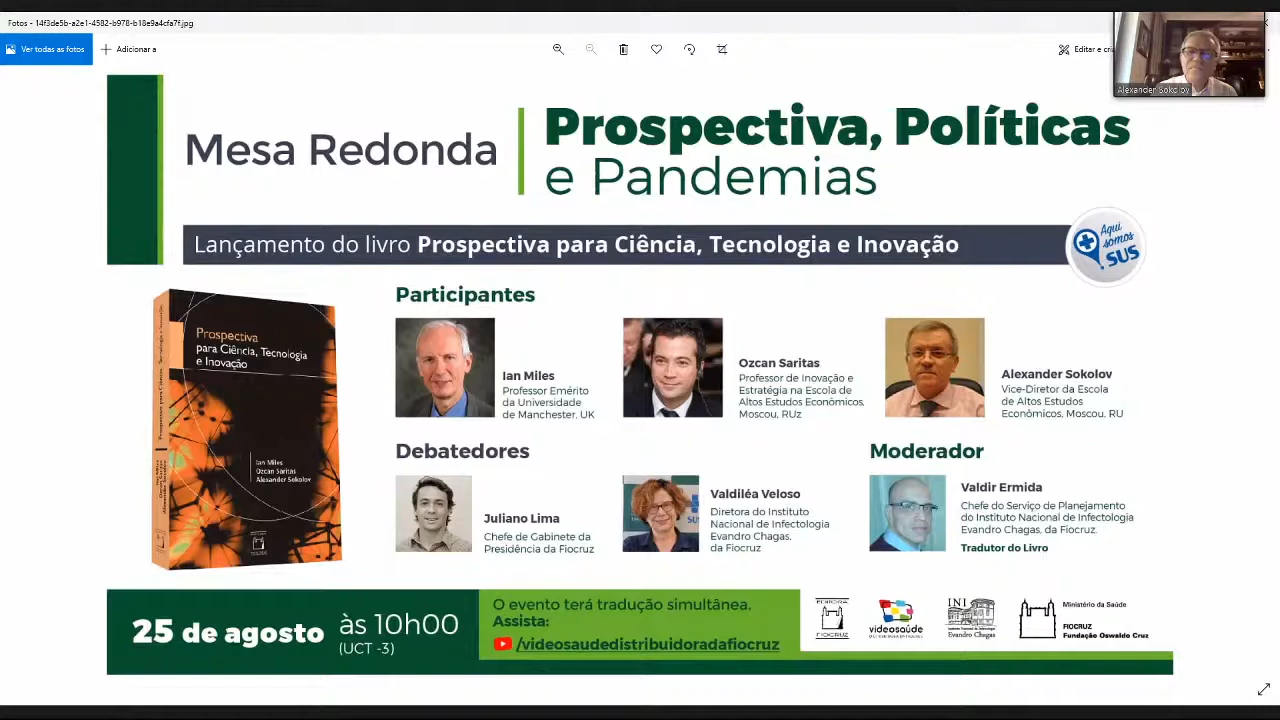 Fotos - 14f3de5b-a2e1-4582-b978-b18e9a4cfa7f.jpg
Ver todas as fotos
Adicionar a
Editar e cria
Alexander Sokolov
Mesa Redonda
Prospectiva, Políticas
e Pandemias
Lançamento do livro Prospectiva para Ciência, Tecnologia e Inovação
Aqui
somos
SUS
Prospectiva
para Ciência, Tecnologia
e Inovação
Ian Miles
Ozcan Saritas
Alexander Sokolov
Participantes
Ian Miles
Professor Emérito
da Universidade
de Manchester, UK
Ozcan Saritas
Professor de Inovação e
Estratégia na Escola de
Altos Estudos Econômicos,
Moscou, RUz
Alexander Sokolov
Vice-Diretor da Escola
de Altos Estudos
Econômicos, Moscou, RU
Debatedores
Juliano Lima
Chefe de Gabinete da
Presidência da Fiocruz
Valdiléa Veloso
Diretora do Instituto
Nacional de Infectologia
Evandro Chagas,
da Fiocruz
Moderador
Valdir Ermida
Chefe do Serviço de Planejamento
do Instituto Nacional de Infectologia
Evandro Chagas, da Fiocruz.
Tradutor do Livro
25 de agosto
às 10h00
(UCT -3)
O evento terá tradução simultânea.
Assista:
/videosaudedistribuidoradafiocruz
EDITORA
FIOCRUZ
videosaúde
INI
Evandro Chagas
Ministério da Saúde
FIOCRUZ
Fundação Oswaldo Cruz